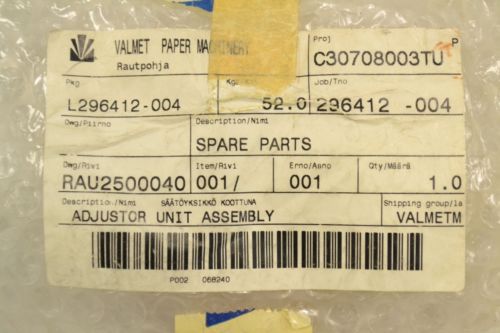 VALMET PAPER MACHINERY
Rautpohja
Proj
C30708003TU
P
Pkg
L296412-004
52.0
Job/Tno
296412 -004
Dwg/Piirno
Description/Nimi
SPARE PARTS
Dwg/Rivi
RAU2500040
Item/Rivi
001/
Erno/Asno
001
Qty/Määrä
1.0
Description/Nimi SÄÄTÖYKSIKKÖ KOOTTUNA
ADJUSTOR UNIT ASSEMBLY
Shipping group/la
VALMETM
P002 068240